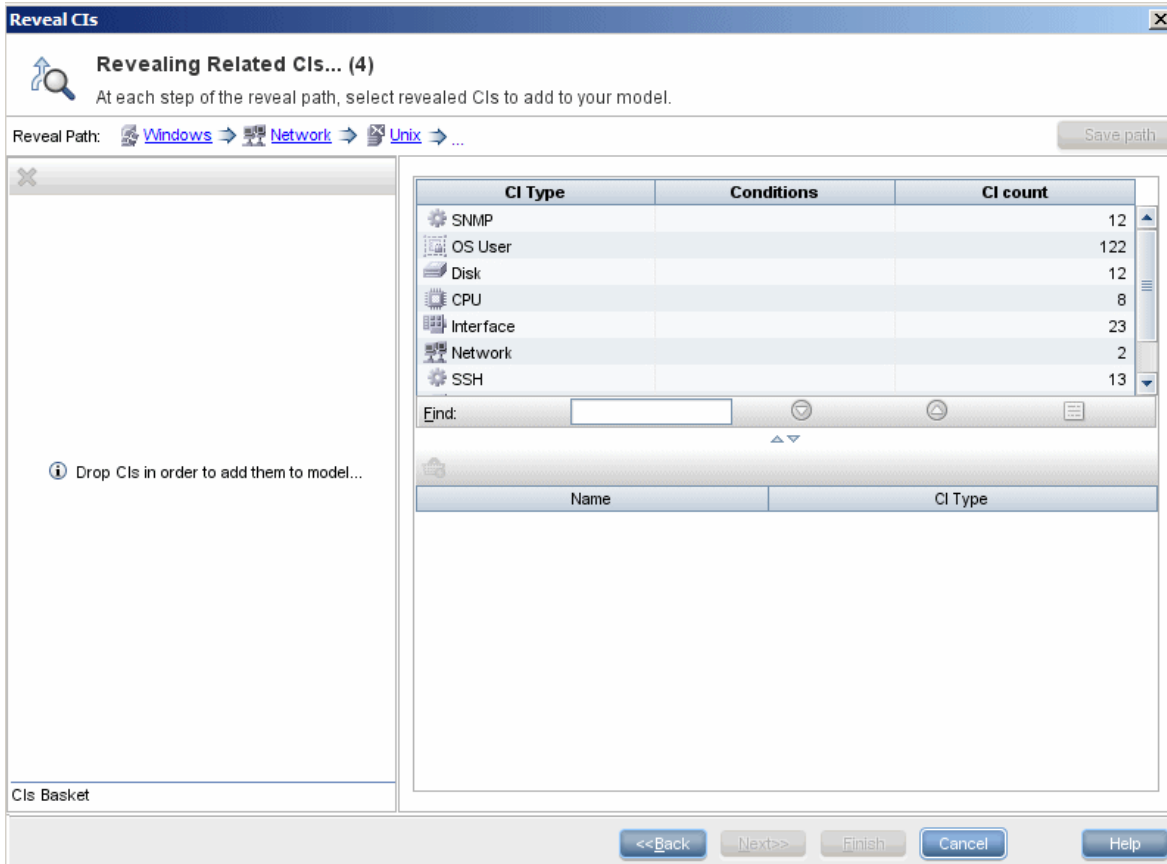 Reveal CIs
Revealing Related CIs... (4)
At each step of the reveal path, select revealed CIs to add to your model.
Reveal Path: Windows Network Unix ...
Save path
CI Type Conditions CI count
SNMP 12
OS User 122
Disk 12
CPU 8
Interface 23
Network 2
SSH 13
Find:
Drop CIs in order to add them to model...
Name CI Type
CIs Basket
<<Back Next>> Finish Cancel Help